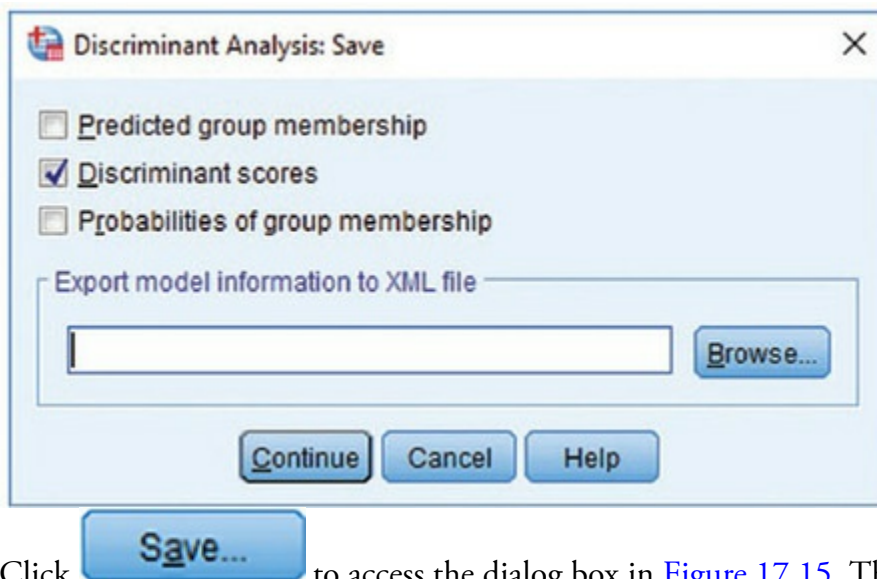 Discriminant Analysis: Save
Predicted group membership
Discriminant scores
Probabilities of group membership
Export model information to XML file
Browse...
Continue Cancel Help
Click Save... to access the dialog box in Figure 17.15. Th